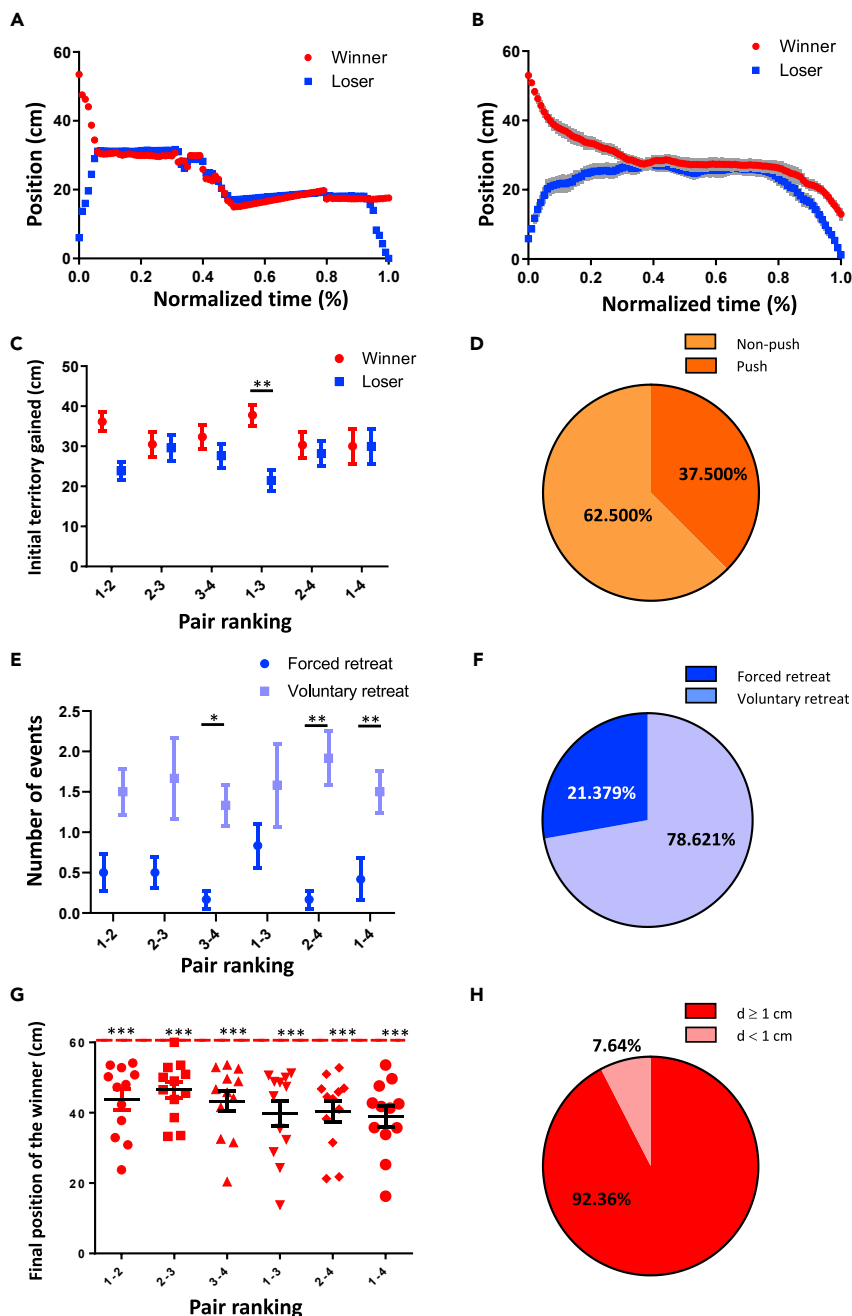 A
60
40
20
0
Position (cm)
Winner
Loser
0.0 0.2 0.4 0.6 0.8 1.0
Normalized time (%)
B
60
40
20
0
Position (cm)
Winner
Loser
0.0 0.2 0.4 0.6 0.8 1.0
Normalized time (%)
C
50
40
30
20
10
0
Initial territory gained (cm)
Winner
Loser
**
1-2 2-3 3-4 1-3 2-4 1-4
Pair ranking
D
Non-push
Push
37.500%
62.500%
E
Forced retreat
Voluntary retreat
2.5
2.0
1.5
1.0
0.5
0.0
Number of events
* ** **
1-2 2-3 3-4 1-3 2-4 1-4
Pair ranking
F
Forced retreat
Voluntary retreat
21.379%
78.621%
G
60
40
20
0
Final position of the winner (cm)
*** *** *** *** *** ***
1-2 2-3 3-4 1-3 2-4 1-4
Pair ranking
H
d ≥ 1 cm
d < 1 cm
7.64%
92.36%